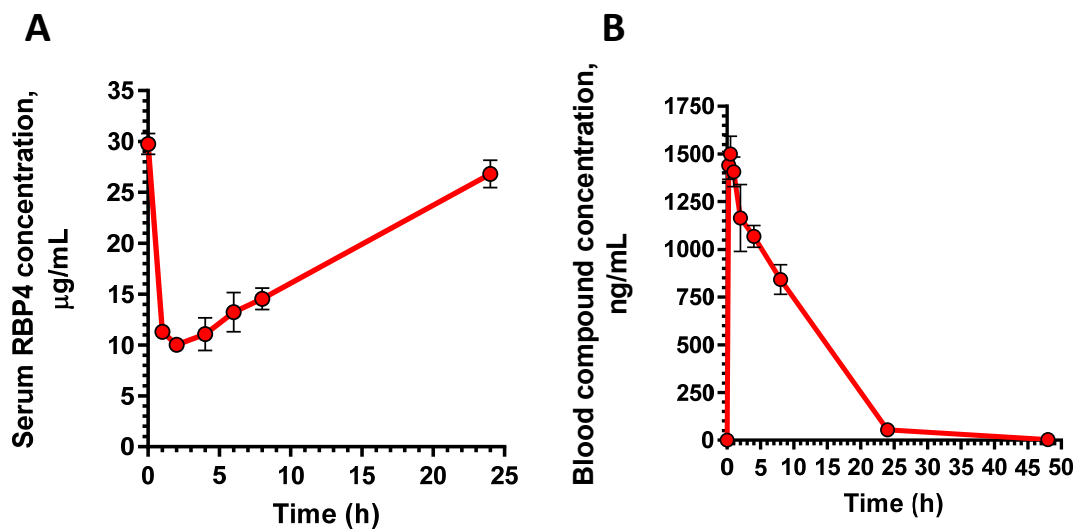 A
B
Serum RBP4 concentration,
μg/mL
35
30
25
20
15
10
5
0
0 5 10 15 20 25
Time (h)
Blood compound concentration,
ng/mL
1750
1500
1250
1000
750
500
250
0
0 5 10 15 20 25 30 35 40 45 50
Time (h)